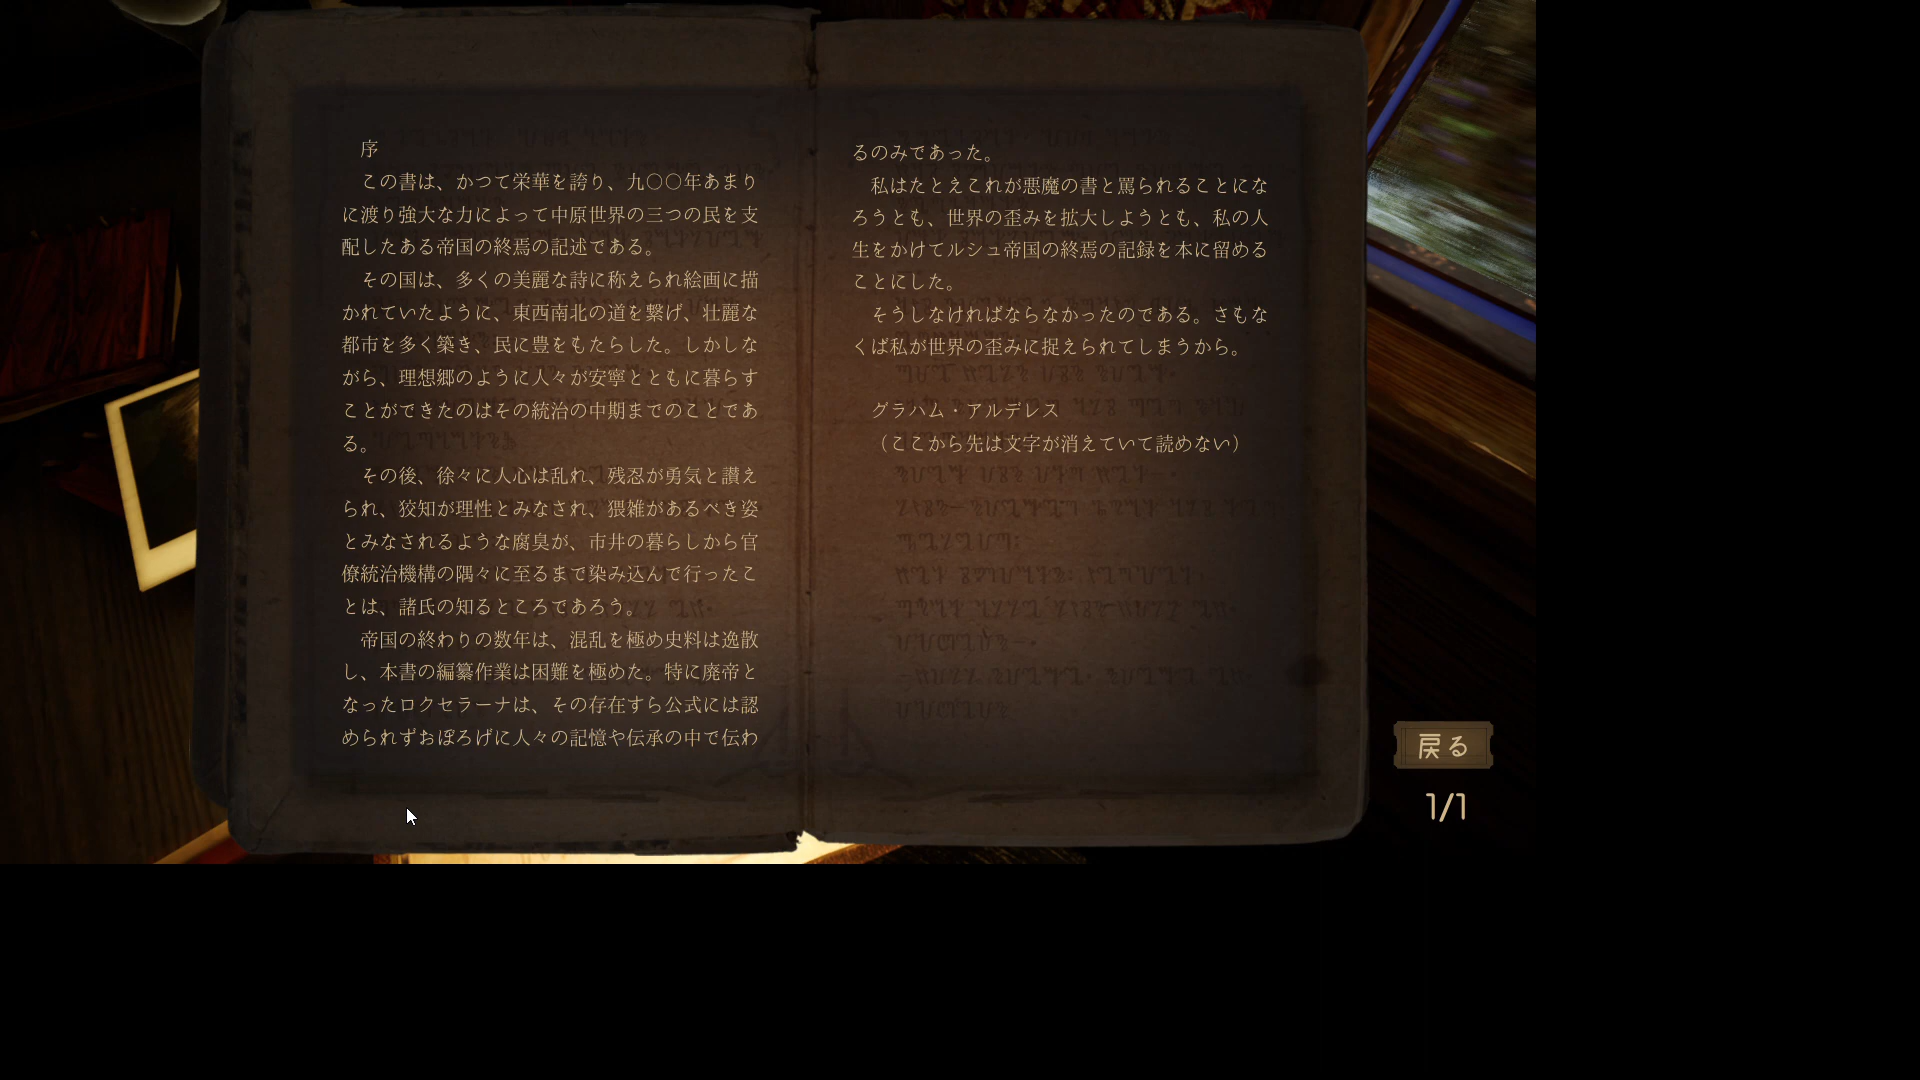 序
この書は、かつて栄華を誇り、九〇〇年あまり
に渡り強大な力によって中原世界の三つの民を支
配したある帝国の終焉の記述である。
その国は、多くの美麗な詩に称えられ絵画に描
かれていたように、東西南北の道を繋げ、壮麗な
都市を多く築き、民に豊をもたらした。しかしな
がら、理想郷のように人々が安寧とともに暮らす
ことができたのはその統治の中期までのことであ
る。
その後、徐々に人心は乱れ、残忍が勇気と讃え
られ、狡知が理性とみなされ、猥雑があるべき姿
とみなされるような腐臭が、市井の暮らしから官
僚統治機構の隅々に至るまで染み込んで行ったこ
とは、諸氏の知るところであろう。
帝国の終わりの数年は、混乱を極め史料は逸散
し、本書の編纂作業は困難を極めた。特に廃帝と
なったロクセラーナは、その存在すら公式には認
められずおぼろげに人々の記憶や伝承の中で伝わ
るのみであった。
私はたとえこれが悪魔の書と罵られることにな
ろうとも、世界の歪みを拡大しようとも、私の人
生をかけてルシュ帝国の終焉の記録を本に留める
ことにした。
そうしなければならなかったのである。さもな
くば私が世界の歪みに捉えられてしまうから。
グラハム・アルデレス
（ここから先は文字が消えていて読めない）
戻る
1/1